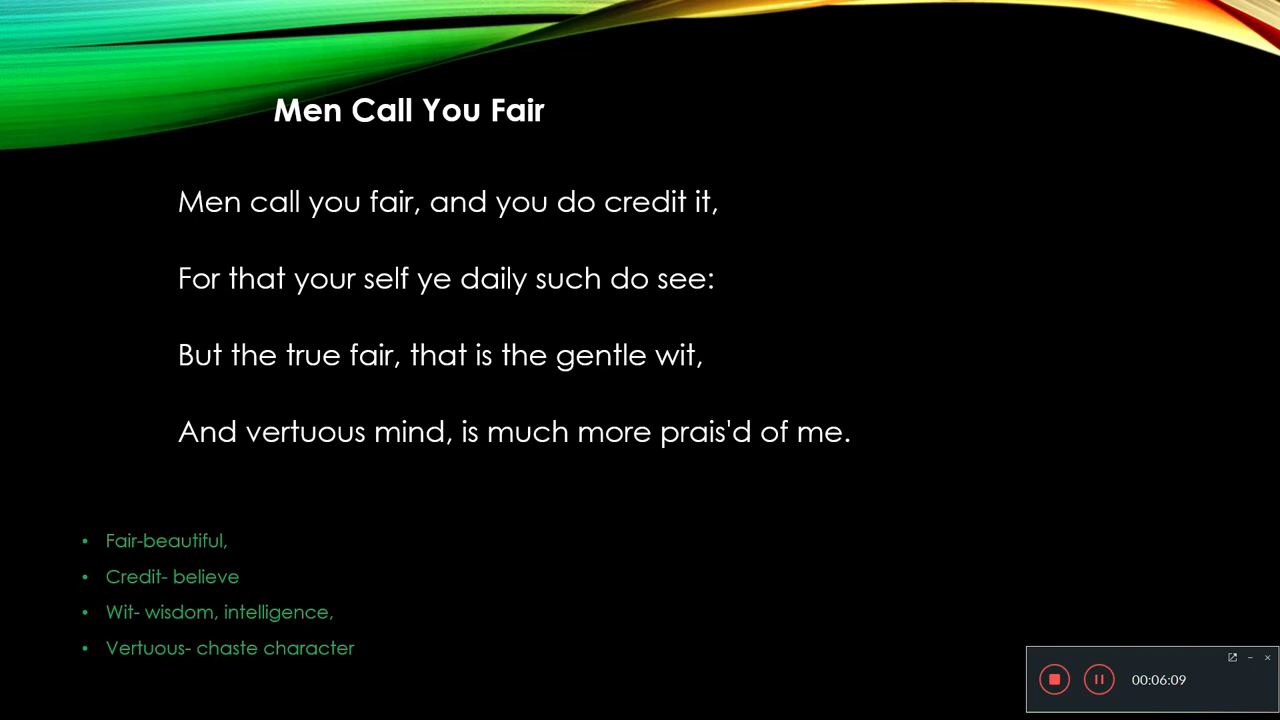 Men Call You Fair
Men call you fair, and you do credit it,
For that your self ye daily such do see:
But the true fair, that is the gentle wit,
And vertuous mind, is much more prais'd of me.
• Fair-beautiful,
• Credit- believe
• Wit- wisdom, intelligence,
• Vertuous- chaste character
00:06:09